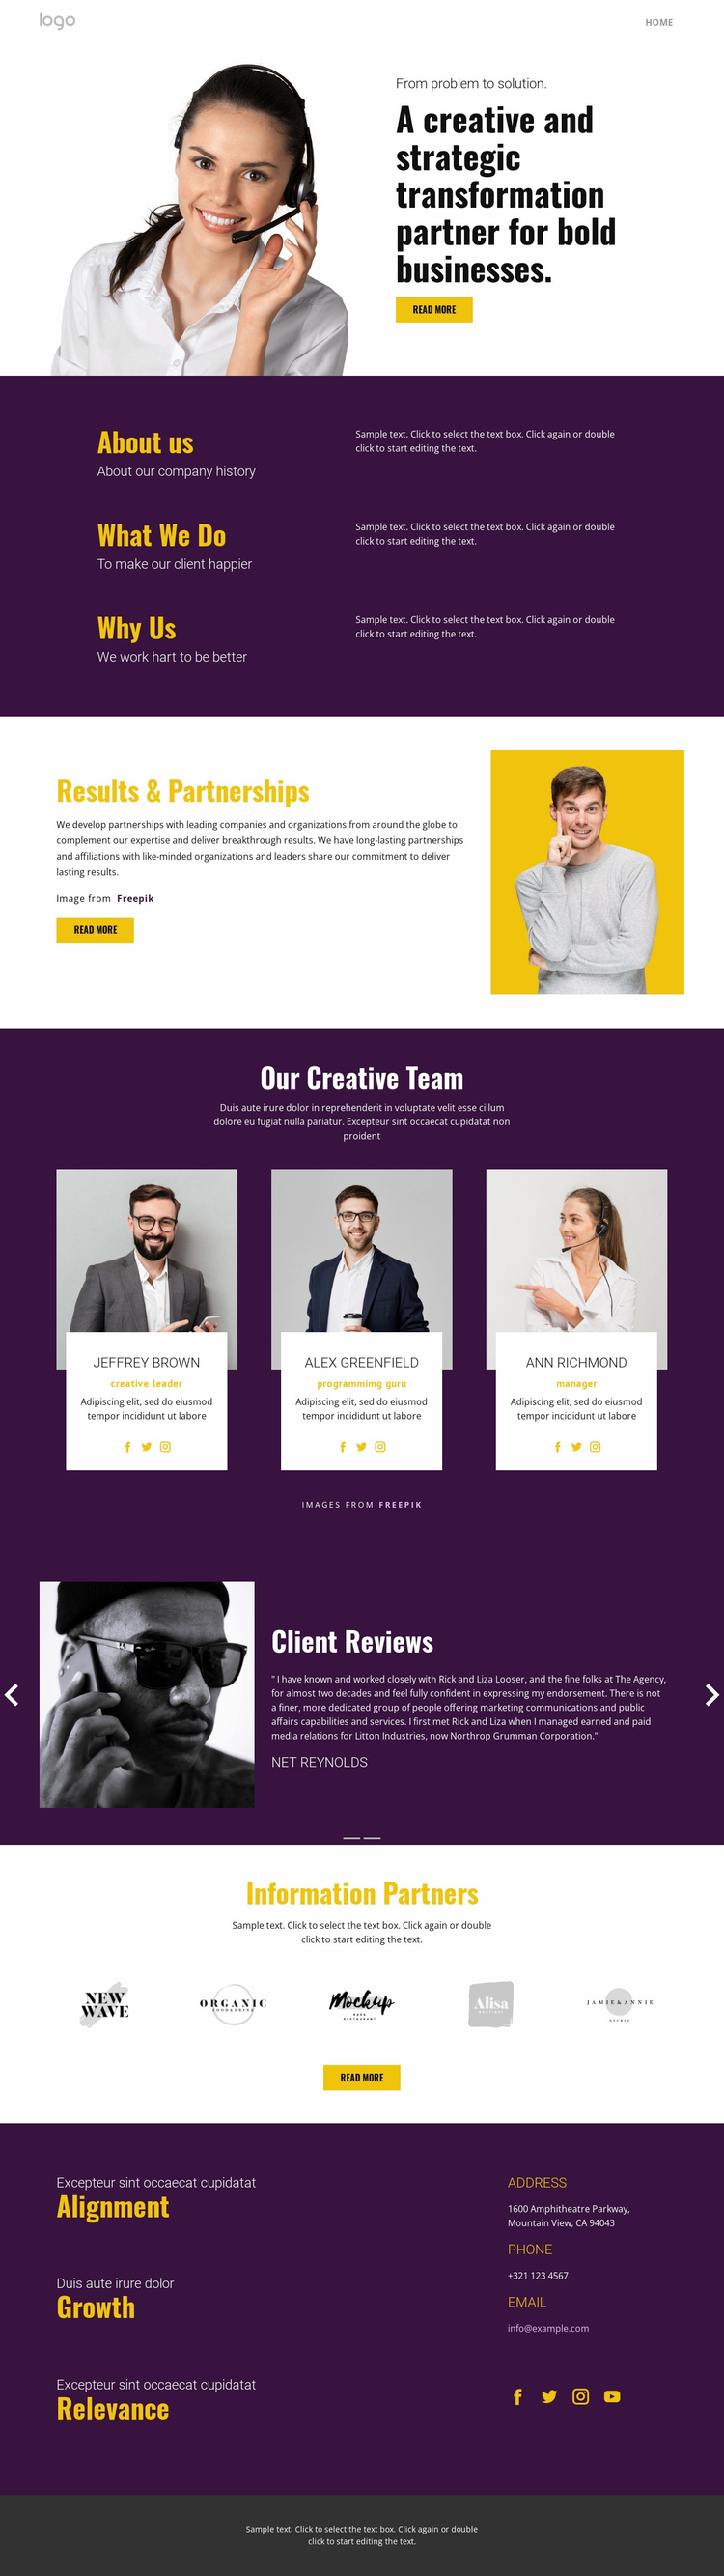 logo
HOME
From problem to solution.
A creative and
strategic
transformation
partner for bold
businesses.
READ MORE
About us
About our company history
Sample text. Click to select the text box. Click again or double
click to start editing the text.
What We Do
To make our client happier
Sample text. Click to select the text box. Click again or double
click to start editing the text.
Why Us
We work hart to be better
Sample text. Click to select the text box. Click again or double
click to start editing the text.
Results & Partnerships
We develop partnerships with leading companies and organizations from around the globe to
complement our expertise and deliver breakthrough results. We have long-lasting partnerships
and affiliations with like-minded organizations and leaders share our commitment to deliver
lasting results.
Image from Freepik
READ MORE
Our Creative Team
Duis aute irure dolor in reprehenderit in voluptate velit esse cillum
dolore eu fugiat nulla pariatur. Excepteur sint occaecat cupidatat non
proident
JEFFREY BROWN
creative leader
Adipiscing elit, sed do eiusmod
tempor incididunt ut labore
ALEX GREENFIELD
programmimg guru
Adipiscing elit, sed do eiusmod
tempor incididunt ut labore
ANN RICHMOND
manager
Adipiscing elit, sed do eiusmod
tempor incididunt ut labore
IMAGES FROM FREEPIK
Client Reviews
" I have known and worked closely with Rick and Liza Looser, and the fine folks at The Agency,
for almost two decades and feel fully confident in expressing my endorsement. There is not
a finer, more dedicated group of people offering marketing communications and public
affairs capabilities and services. I first met Rick and Liza when I managed earned and paid
media relations for Litton Industries, now Northrop Grumman Corporation."
NET REYNOLDS
Information Partners
Sample text. Click to select the text box. Click again or double
click to start editing the text.
NEW
WAVE
ORGANIC
FOOD&DRINK
Mockup
RESTAURANT
Alisa
JAMIE&ANNIE
STUDIO
READ MORE
Excepteur sint occaecat cupidatat
Alignment
Duis aute irure dolor
Growth
Excepteur sint occaecat cupidatat
Relevance
ADDRESS
1600 Amphitheatre Parkway,
Mountain View, CA 94043
PHONE
+321 123 4567
EMAIL
info@example.com
Sample text. Click to select the text box. Click again or double
click to start editing the text.